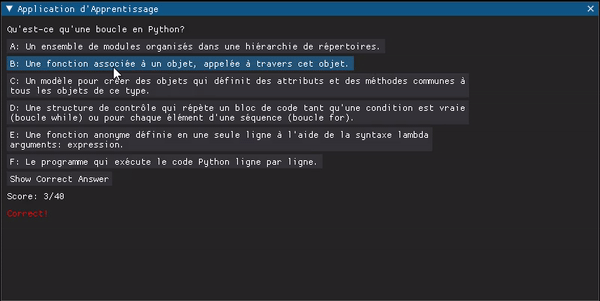 Application d'Apprentissage
Qu'est-ce qu'une boucle en Python?
A: Un ensemble de modules organisés dans une hiérarchie de répertoires.
B: Une fonction associée à un objet, appelée à travers cet objet.
C: Un modèle pour créer des objets qui définit des attributs et des méthodes communes à
tous les objets de ce type.
D: Une structure de contrôle qui répète un bloc de code tant qu'une condition est vraie
(boucle while) ou pour chaque élément d'une séquence (boucle for).
E: Une fonction anonyme définie en une seule ligne à l'aide de la syntaxe lambda
arguments: expression.
F: Le programme qui exécute le code Python ligne par ligne.
Show Correct Answer
Score: 3/40
Correct!